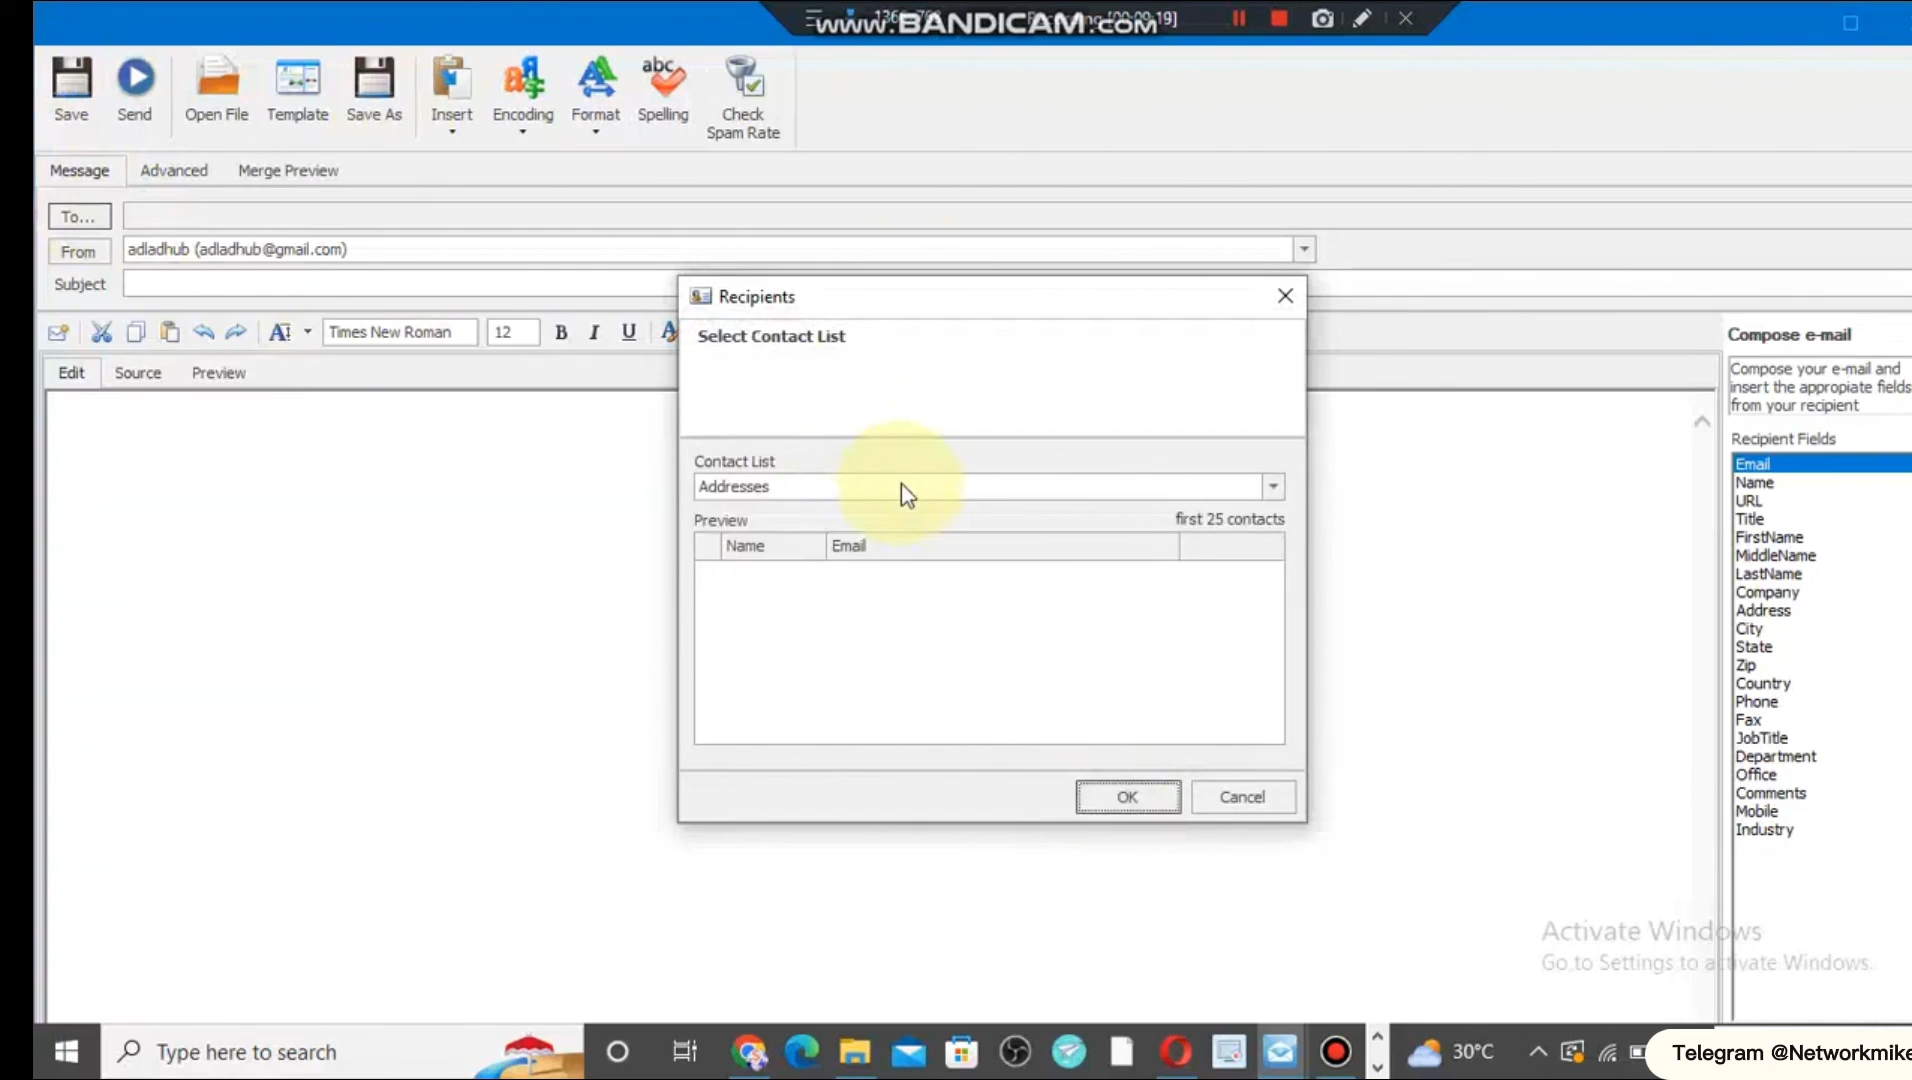 www.BANDICAM.com
[00:09:19]
Save
Send
Open File
Template
Save As
Insert
Encoding
Format
abc
Spelling
Check
Spam Rate
Message
Advanced
Merge Preview
To...
From
adladhub (adladhub@gmail.com)
Subject
Times New Roman
12
B
I
U
Edit
Source
Preview
Recipients
Select Contact List
Contact List
Addresses
Preview
first 25 contacts
Name
Email
OK
Cancel
Compose e-mail
Compose your e-mail and
insert the appropiate fields
from your recipient
Recipient Fields
Email
Name
URL
Title
FirstName
MiddleName
LastName
Company
Address
City
State
Zip
Country
Phone
Fax
JobTitle
Department
Office
Comments
Mobile
Industry
Activate Windows
Go to Settings to activate Windows.
Type here to search
30°C
Telegram @Networkmike